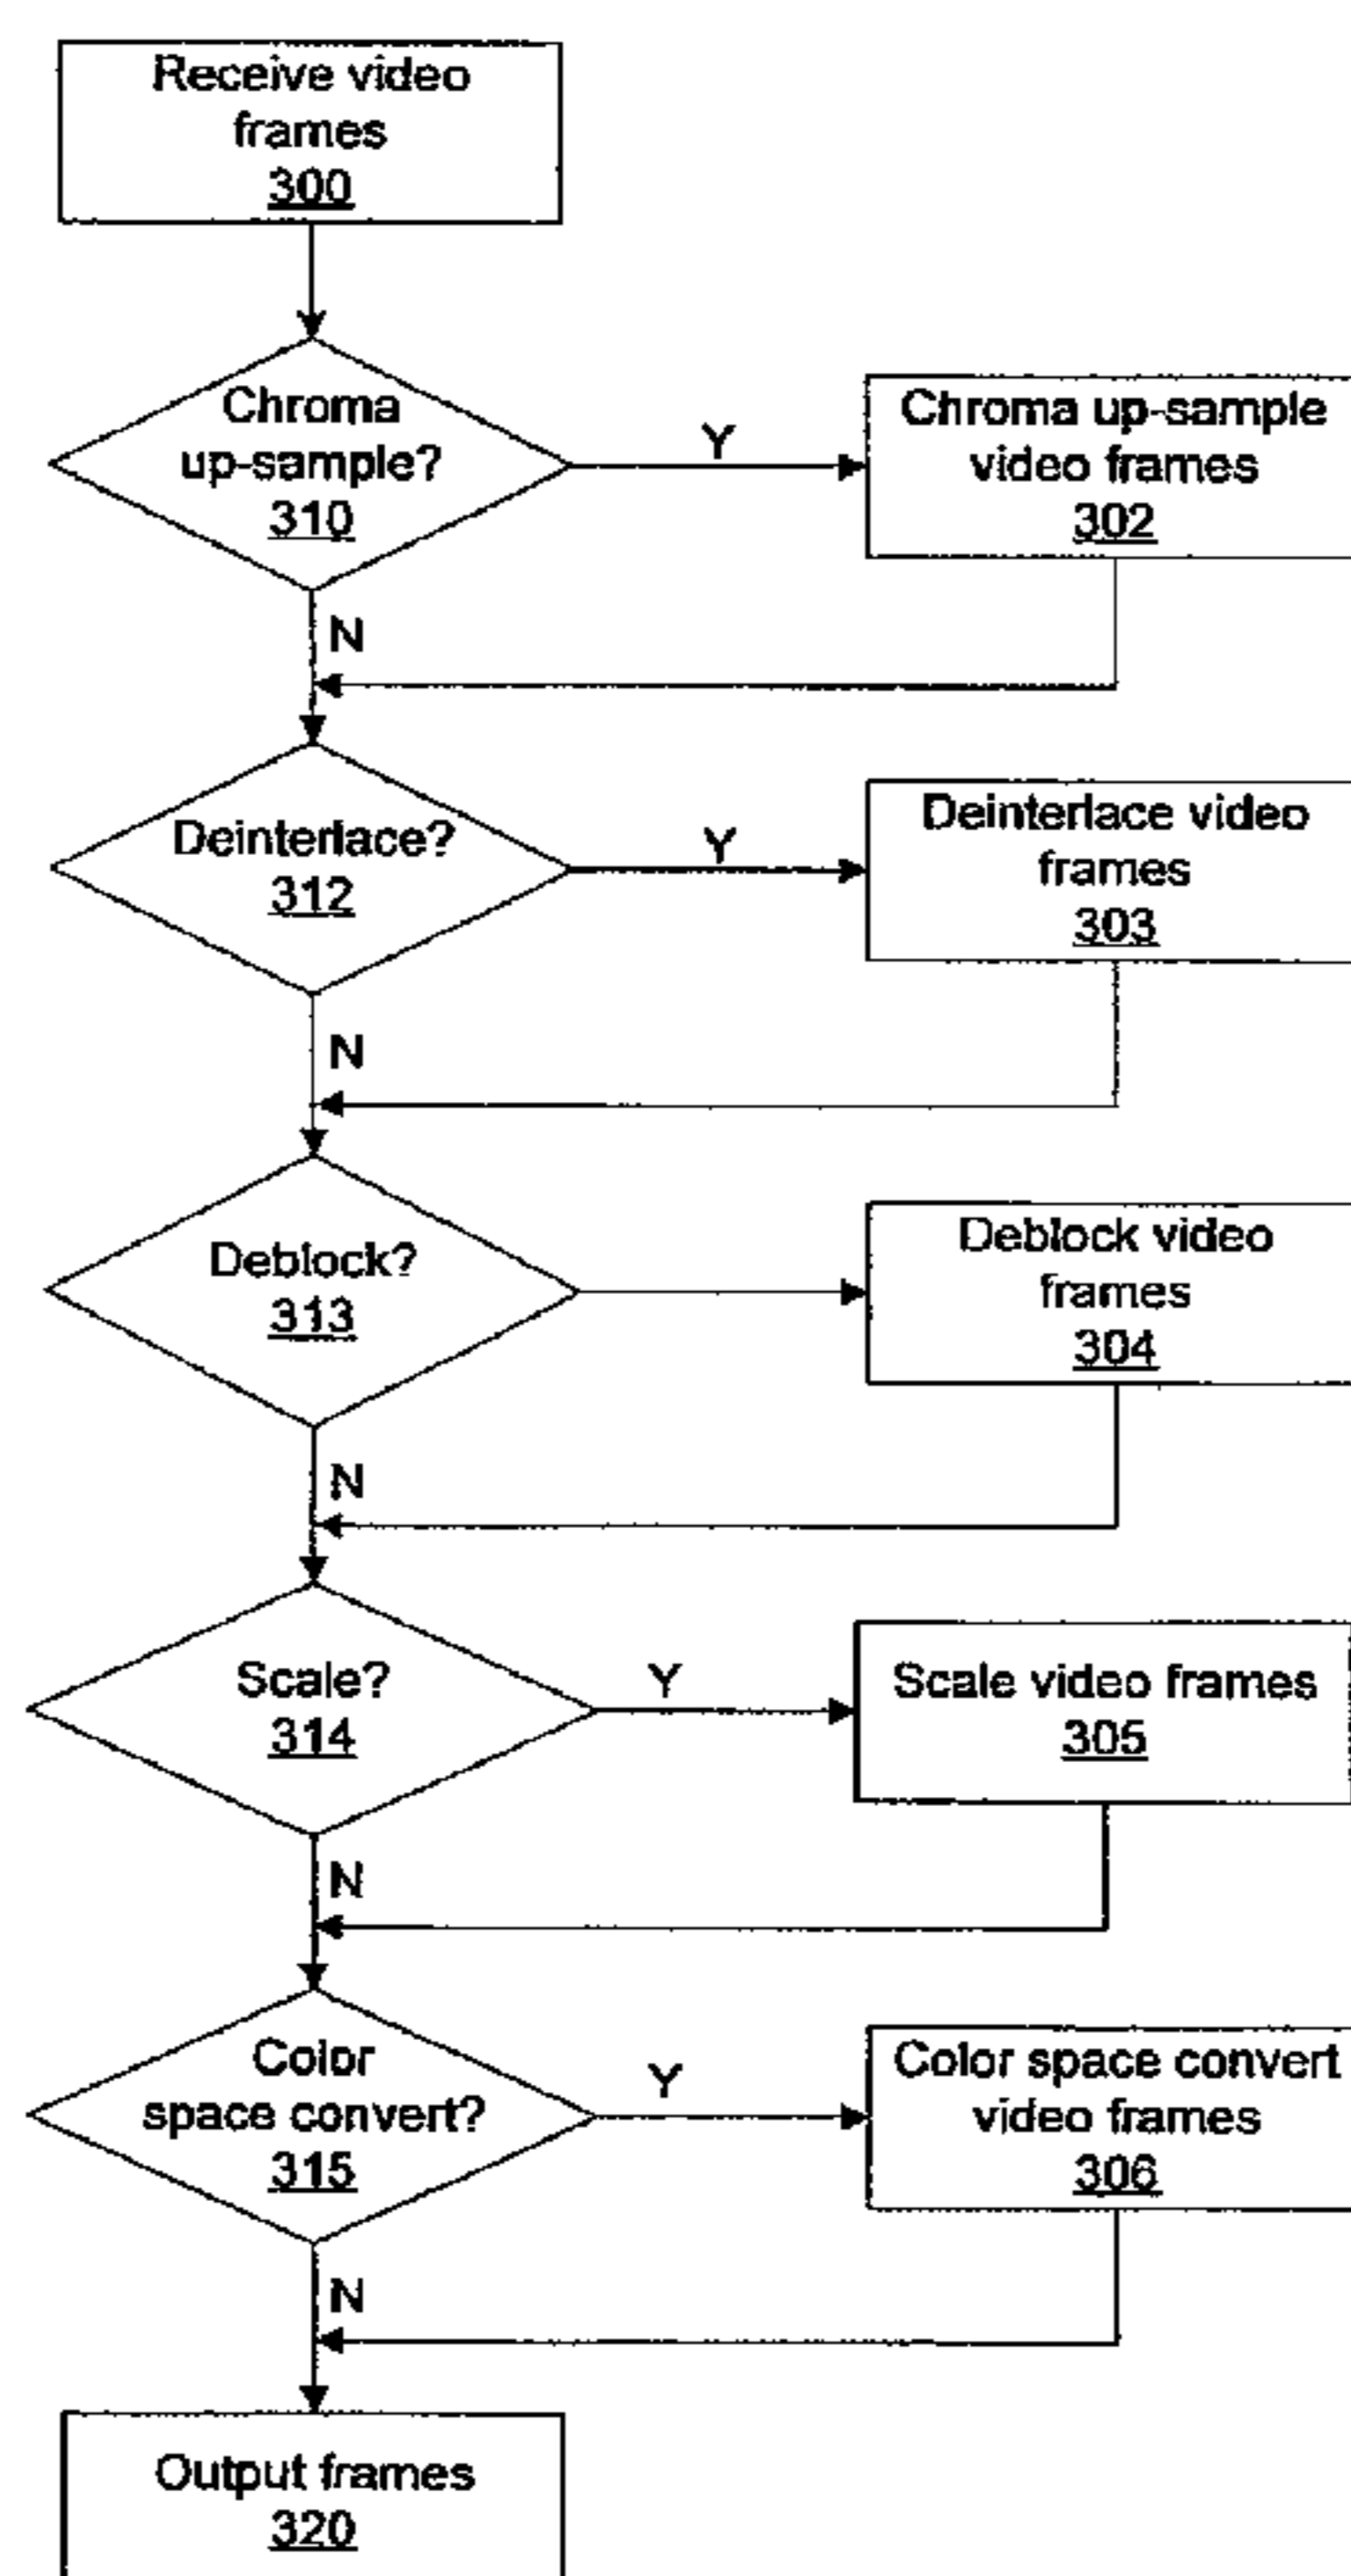 Receive video
frames
300
Chroma
up-sample?
310
Y
Chroma up-sample
video frames
302
N
Deinterlace?
312
Y
Deinterlace video
frames
303
N
Deblock?
313
Deblock video
frames
304
N
Scale?
314
Y
Scale video frames
305
N
Color
space convert?
315
Y
Color space convert
video frames
306
N
Output frames
320